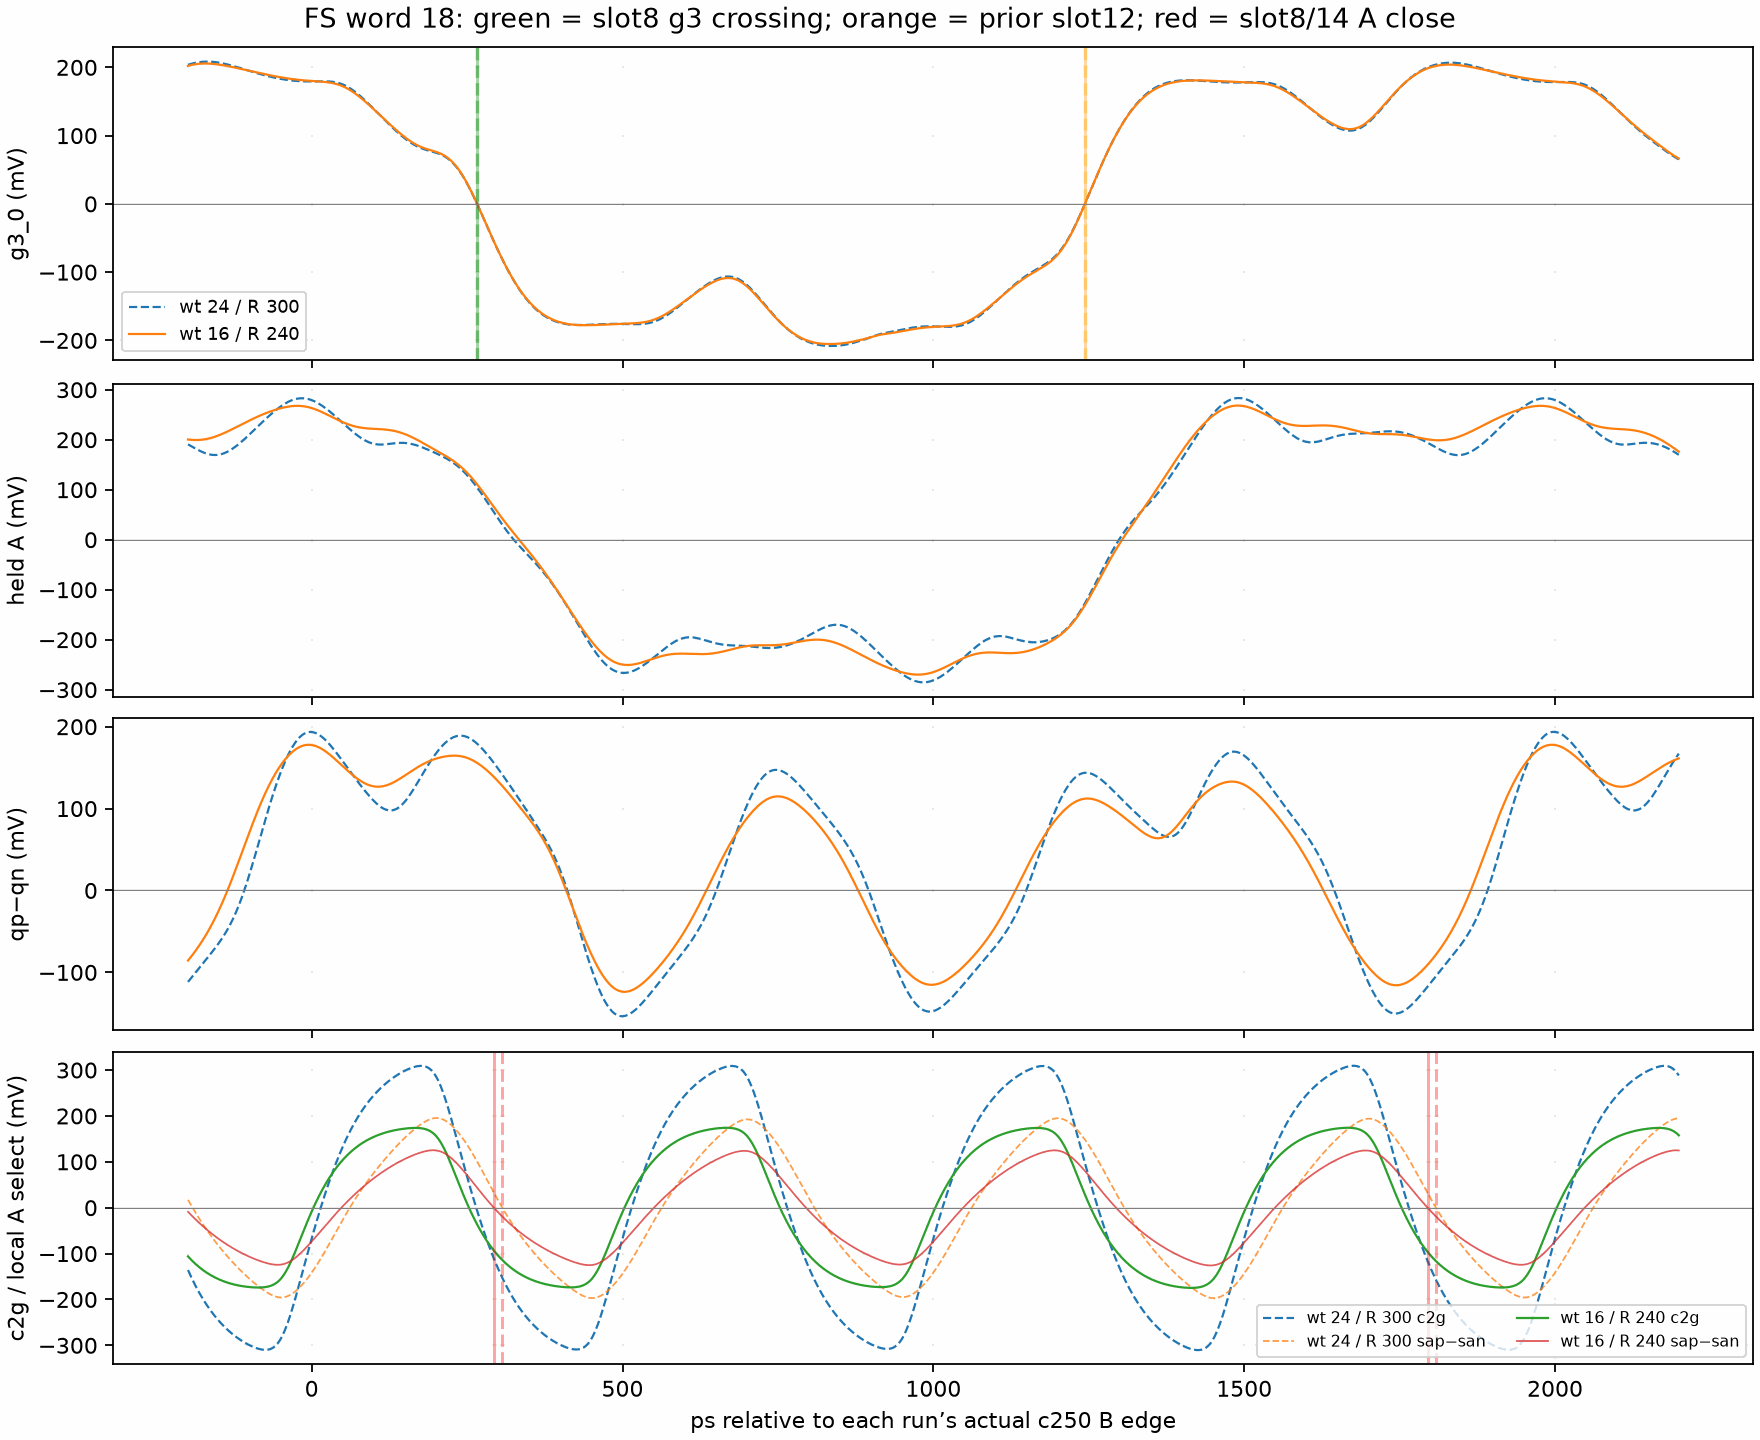 FS word 18: green = slot8 g3 crossing; orange = prior slot12; red = slot8/14 A close
200
100
0
−100
−200
g3_0 (mV)
wt 24 / R 300
wt 16 / R 240
300
200
100
0
−100
−200
−300
held A (mV)
200
100
0
−100
qp−qn (mV)
300
200
100
0
−100
−200
−300
c2g / local A select (mV)
wt 24 / R 300 c2g
wt 24 / R 300 sap−san
wt 16 / R 240 c2g
wt 16 / R 240 sap−san
0 500 1000 1500 2000
ps relative to each run’s actual c250 B edge